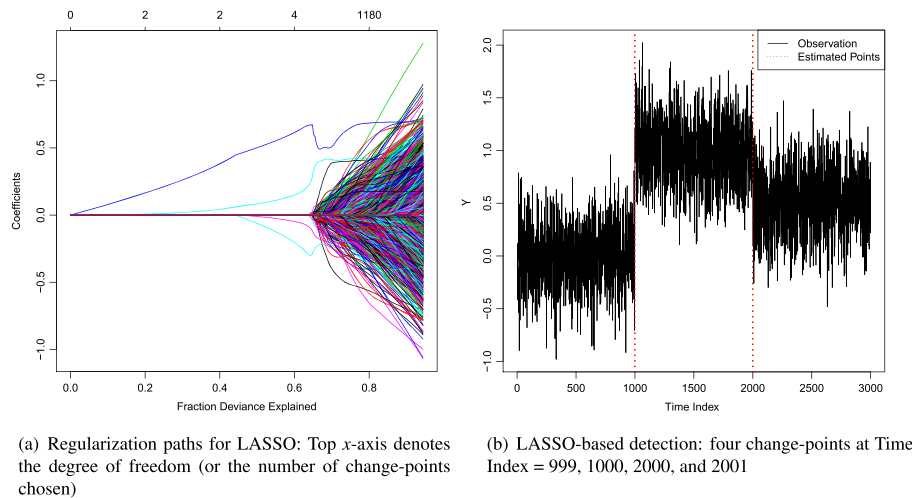 0 2 2 4 1180
1.0
0.5
0.0
−0.5
−1.0
Coefficients
0.0 0.2 0.4 0.6 0.8
Fraction Deviance Explained
(a) Regularization paths for LASSO: Top x-axis denotes
the degree of freedom (or the number of change-points
chosen)
Observation
Estimated Points
2.0
1.5
1.0
0.5
0.0
−0.5
−1.0
Y
0 500 1000 1500 2000 2500 3000
Time Index
(b) LASSO-based detection: four change-points at Time
Index = 999, 1000, 2000, and 2001